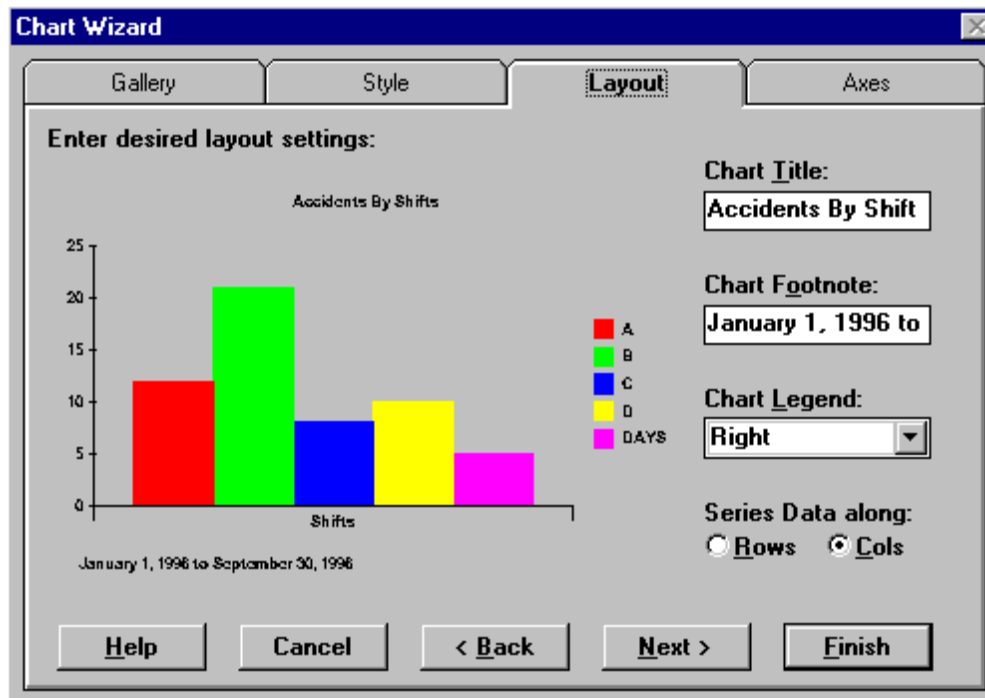 Chart Wizard
Gallery Style Layout Axes
Enter desired layout settings:
Accidents By Shifts
25
20
15
10
5
0
Shifts
January 1, 1996 to September 30, 1996
A
B
C
D
DAYS
Chart Title:
Accidents By Shift
Chart Footnote:
January 1, 1996 to
Chart Legend:
Right
Series Data along:
Rows Cols
Help Cancel < Back Next > Finish